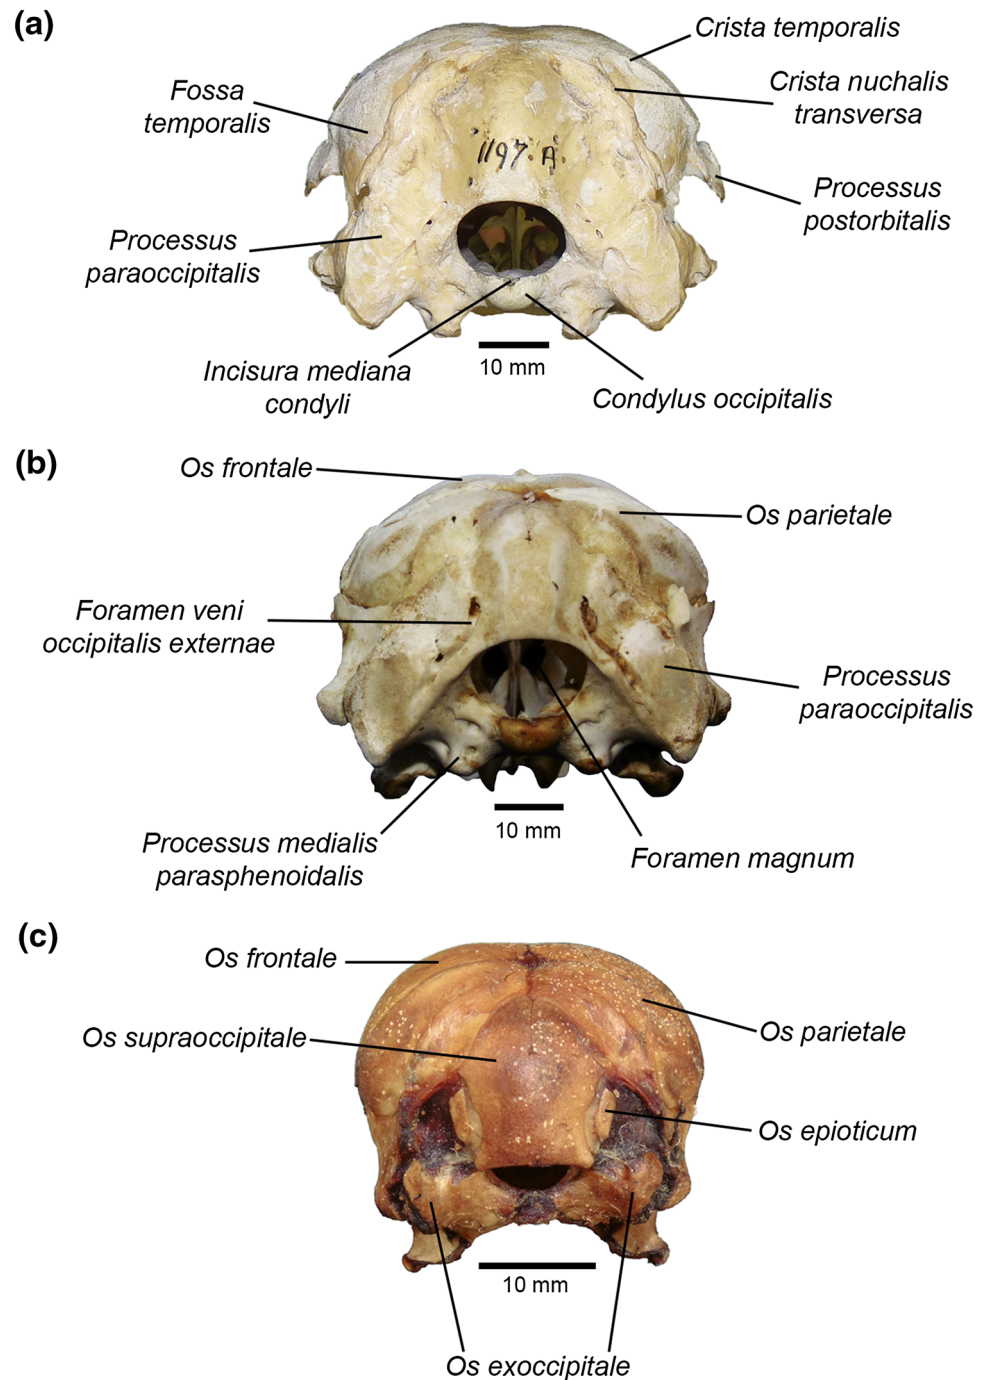 (a)
Crista temporalis
Fossa
temporalis
Crista nuchalis
transversa
1197.A.
Processus
postorbitalis
Processus
paraoccipitalis
Incisura mediana
condyli
10 mm
Condylus occipitalis
(b)
Os frontale
Os parietale
Foramen veni
occipitalis externae
Processus
paraoccipitalis
10 mm
Processus medialis
parasphenoidalis
Foramen magnum
(c)
Os frontale
Os parietale
Os supraoccipitale
Os epioticum
10 mm
Os exoccipitale